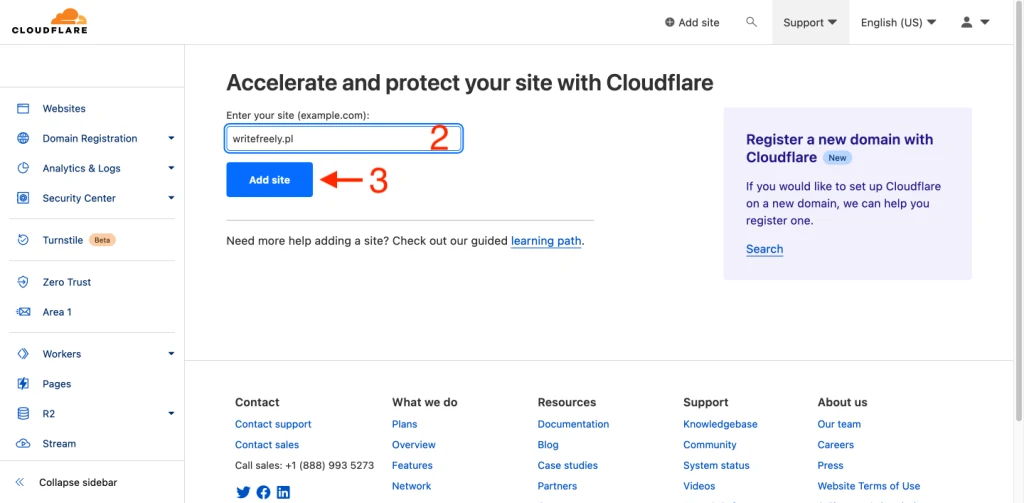 CLOUDFLARE
Add site
Support
English (US)
Websites
Domain Registration
Analytics & Logs
Security Center
Turnstile Beta
Zero Trust
Area 1
Workers
Pages
R2
Stream
Collapse sidebar
Accelerate and protect your site with Cloudflare
Enter your site (example.com):
writefreely.pl 2
Add site 3
Need more help adding a site? Check out our guided learning path.
Register a new domain with
Cloudflare New
If you would like to set up Cloudflare
on a new domain, we can help you
register one.
Search
Contact
Contact support
Contact sales
Call sales: +1 (888) 993 5273
What we do
Plans
Overview
Features
Network
Resources
Documentation
Blog
Case studies
Partners
Support
Knowledgebase
Community
System status
Videos
About us
Our team
Careers
Press
Website Terms of Use